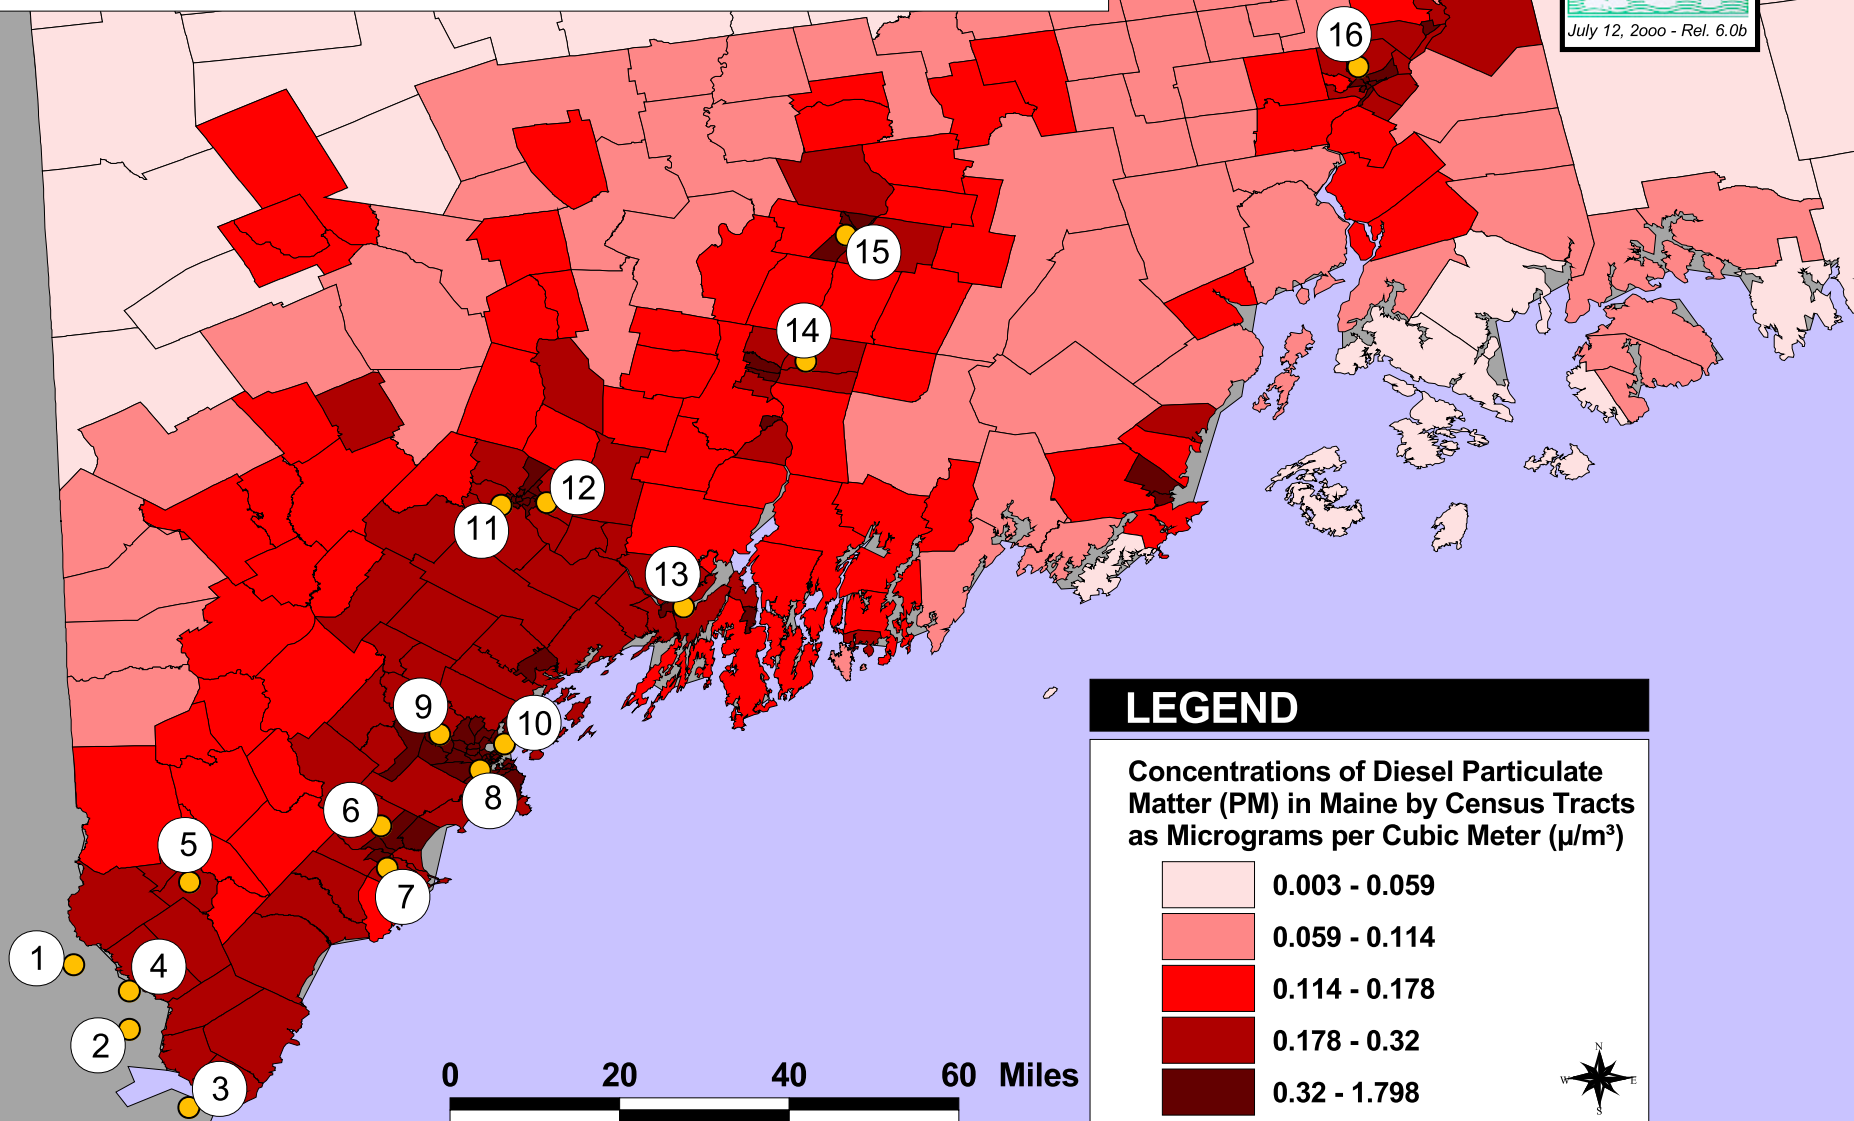 July 12, 2ooo - Rel. 6.0b
16
15
14
12
11
13
9
10
8
6
7
5
1
4
2
3
0 20 40 60 Miles
LEGEND
Concentrations of Diesel Particulate
Matter (PM) in Maine by Census Tracts
as Micrograms per Cubic Meter (µ/m³)
0.003 - 0.059
0.059 - 0.114
0.114 - 0.178
0.178 - 0.32
0.32 - 1.798
N
W E
S